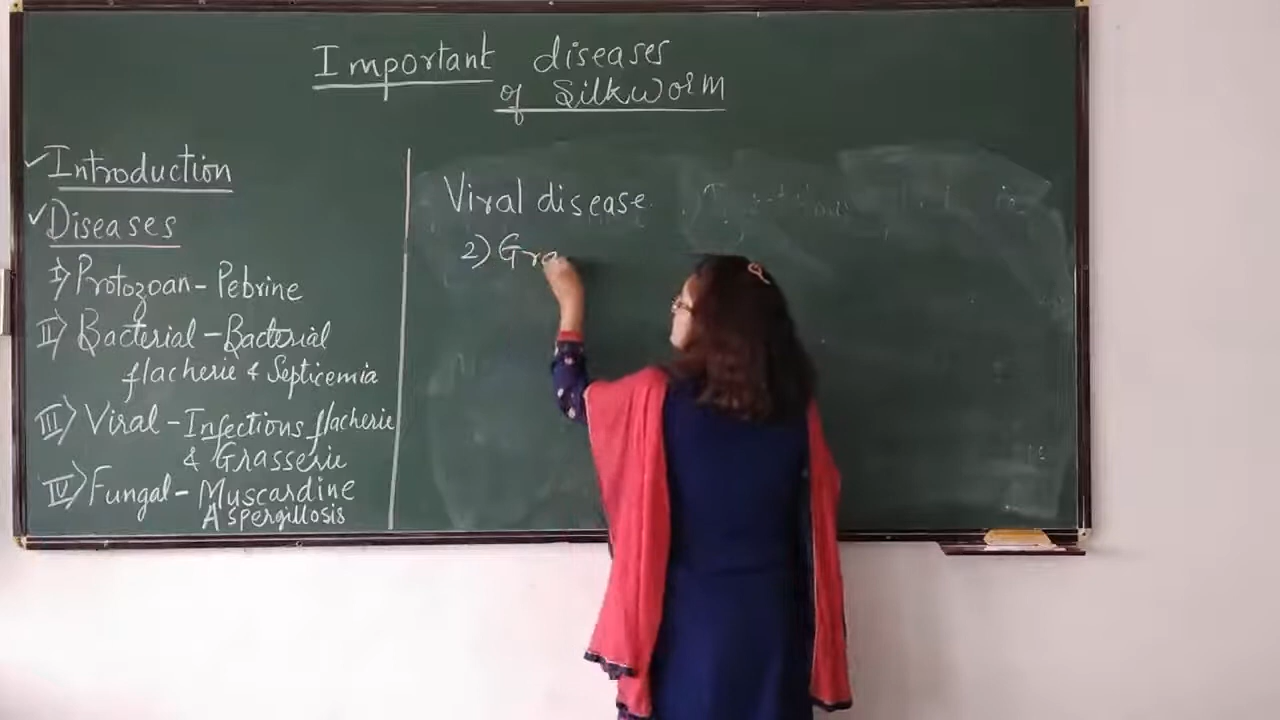 Important diseases
of Silkworm
Introduction
Diseases
I) Protozoan - Pebrine
II) Bacterial - Bacterial
flacherie & Septicemia
III) Viral - Infections flacherie
& Grasserie
IV) Fungal - Muscardine
Aspergillosis
Viral disease
2) Gra